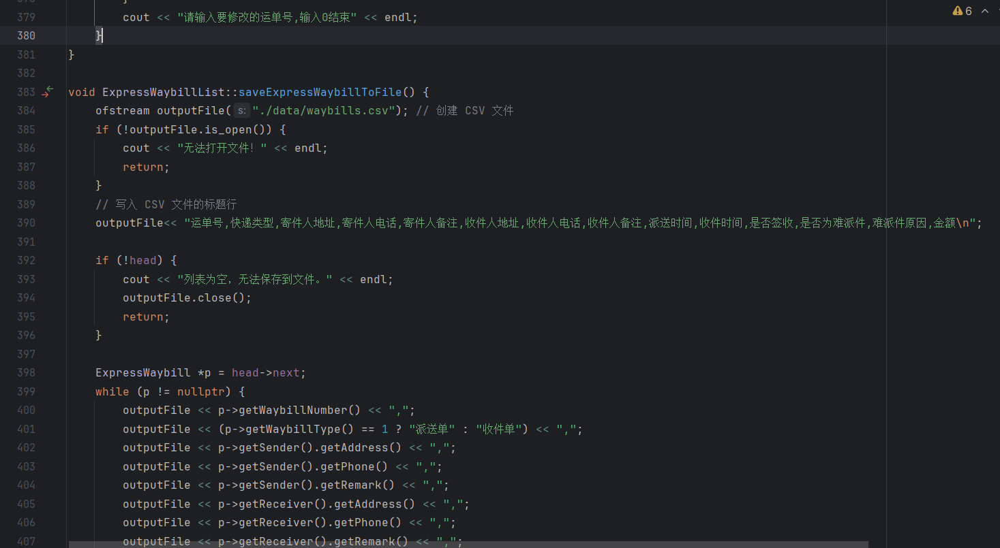 379 cout << "请输入要修改的运单号,输入0结束" << endl;
6
380 }
381 }
382
383 void ExpressWaybillList::saveExpressWaybillToFile() {
384 ofstream outputFile( s: "./data/waybills.csv"); // 创建 CSV 文件
385 if (!outputFile.is_open()) {
386 cout << "无法打开文件！" << endl;
387 return;
388 }
389 // 写入 CSV 文件的标题行
390 outputFile<< "运单号,快递类型,寄件人地址,寄件人电话,寄件人备注,收件人地址,收件人电话,收件人备注,派送时间,收件时间,是否签收,是否为难派件,难派件原因,金额\n";
391
392 if (!head) {
393 cout << "列表为空，无法保存到文件。" << endl;
394 outputFile.close();
395 return;
396 }
397
398 ExpressWaybill *p = head->next;
399 while (p != nullptr) {
400 outputFile << p->getWaybillNumber() << ",";
401 outputFile << (p->getWaybillType() == 1 ? "派送单" : "收件单") << ",";
402 outputFile << p->getSender().getAddress() << ",";
403 outputFile << p->getSender().getPhone() << ",";
404 outputFile << p->getSender().getRemark() << ",";
405 outputFile << p->getReceiver().getAddress() << ",";
406 outputFile << p->getReceiver().getPhone() << ",";
407 outputFile << p->getReceiver().getRemark() << ",";